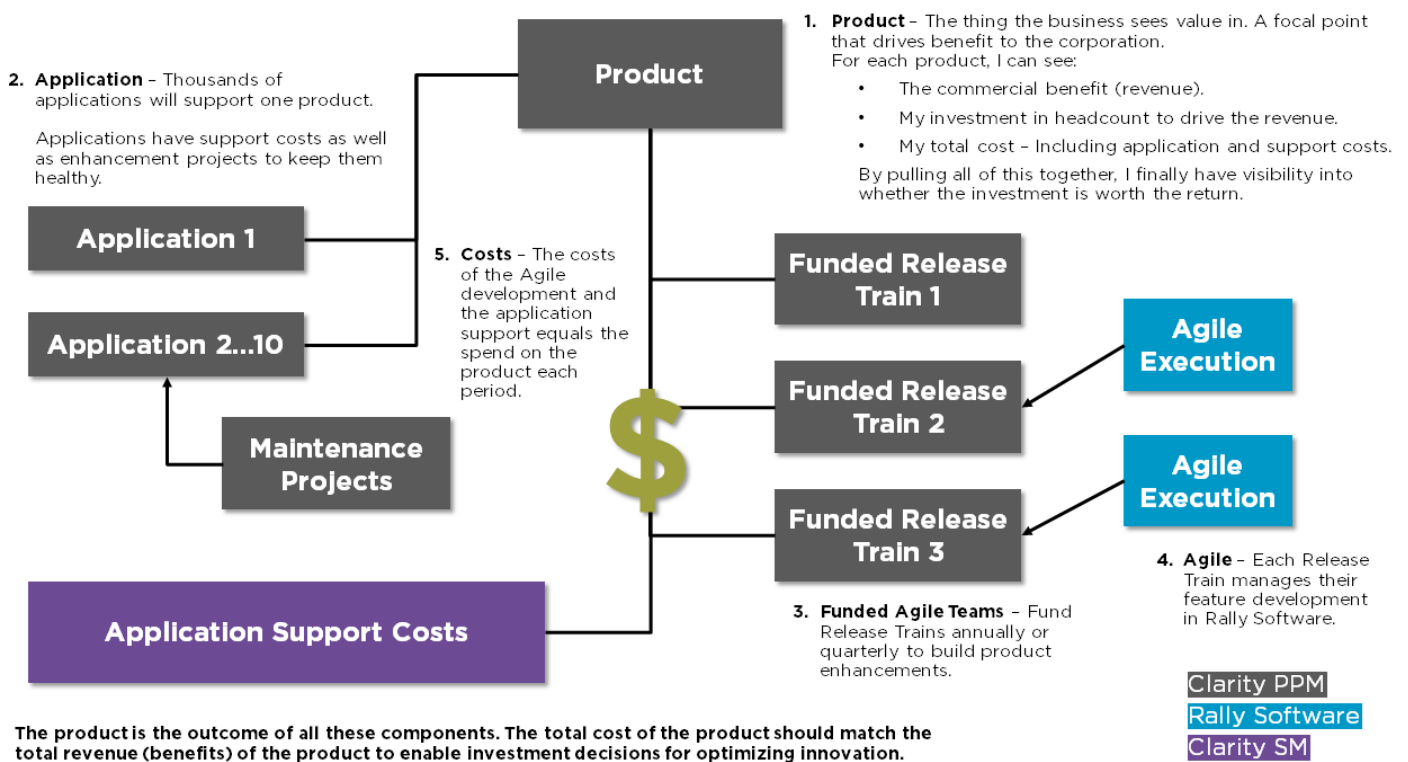 Product
1. Product – The thing the business sees value in. A focal point
that drives benefit to the corporation.
For each product, I can see:
• The commercial benefit (revenue).
• My investment in headcount to drive the revenue.
• My total cost – Including application and support costs.
By pulling all of this together, I finally have visibility into
whether the investment is worth the return.
2. Application – Thousands of
applications will support one product.
Applications have support costs as well
as enhancement projects to keep them
healthy.
Application 1
Application 2...10
Maintenance
Projects
5. Costs – The costs
of the Agile
development and
the application
support equals the
spend on the
product each
period.
$
Funded Release
Train 1
Funded Release
Train 2
Funded Release
Train 3
Agile
Execution
Agile
Execution
Application Support Costs
3. Funded Agile Teams – Fund
Release Trains annually or
quarterly to build product
enhancements.
4. Agile – Each Release
Train manages their
feature development
in Rally Software.
Clarity PPM
Rally Software
Clarity SM
The product is the outcome of all these components. The total cost of the product should match the
total revenue (benefits) of the product to enable investment decisions for optimizing innovation.